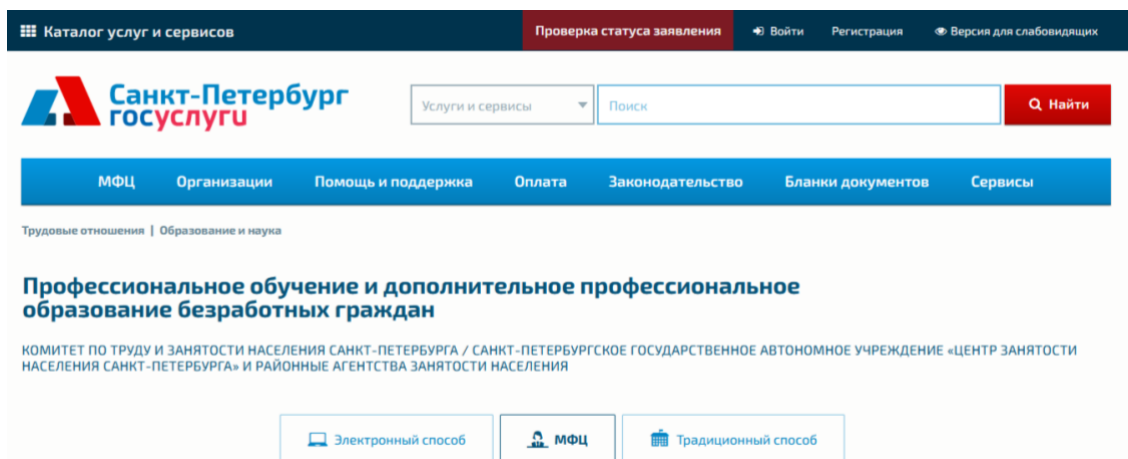 Каталог услуг и сервисов Проверка статуса заявления Войти Регистрация Версия для слабовидящих
Санкт-Петербург
госуслуги
Услуги и сервисы Поиск Найти
МФЦ Организации Помощь и поддержка Оплата Законодательство Бланки документов Сервисы
Трудовые отношения | Образование и наука
Профессиональное обучение и дополнительное профессиональное
образование безработных граждан
КОМИТЕТ ПО ТРУДУ И ЗАНЯТОСТИ НАСЕЛЕНИЯ САНКТ-ПЕТЕРБУРГА / САНКТ-ПЕТЕРБУРГСКОЕ ГОСУДАРСТВЕННОЕ АВТОНОМНОЕ УЧРЕЖДЕНИЕ «ЦЕНТР ЗАНЯТОСТИ
НАСЕЛЕНИЯ САНКТ-ПЕТЕРБУРГА» И РАЙОННЫЕ АГЕНТСТВА ЗАНЯТОСТИ НАСЕЛЕНИЯ
Электронный способ МФЦ Традиционный способ